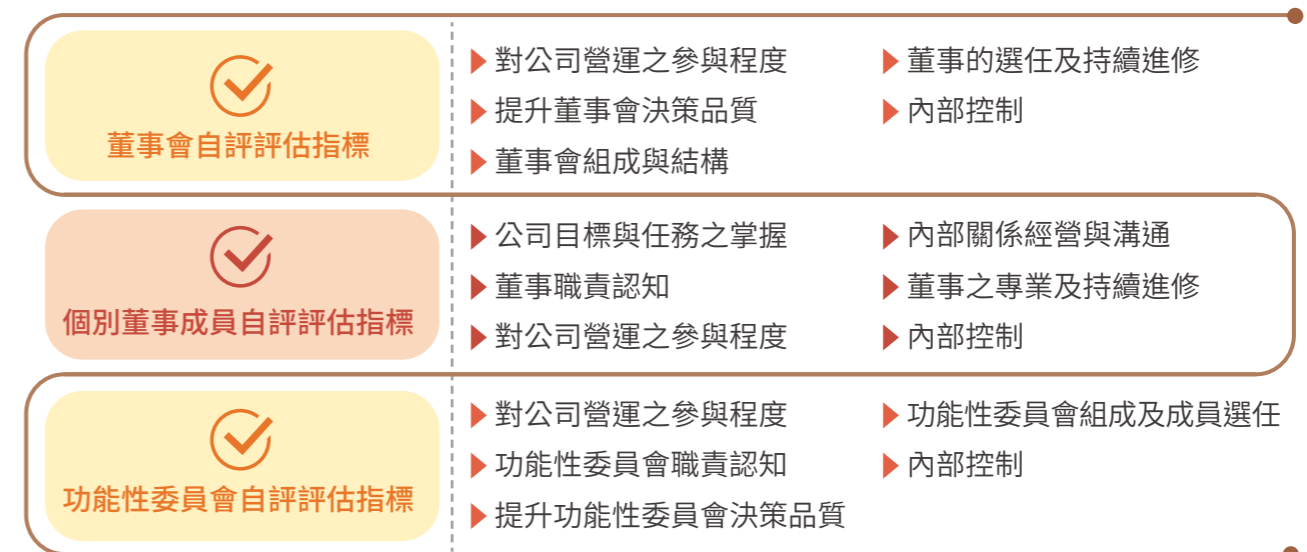 董事會自評評估指標
對公司營運之參與程度
提升董事會決策品質
董事會組成與結構
董事的選任及持續進修
內部控制
個別董事成員自評評估指標
公司目標與任務之掌握
董事職責認知
對公司營運之參與程度
內部關係經營與溝通
董事之專業及持續進修
內部控制
功能性委員會自評評估指標
對公司營運之參與程度
功能性委員會職責認知
提升功能性委員會決策品質
功能性委員會組成及成員選任
內部控制